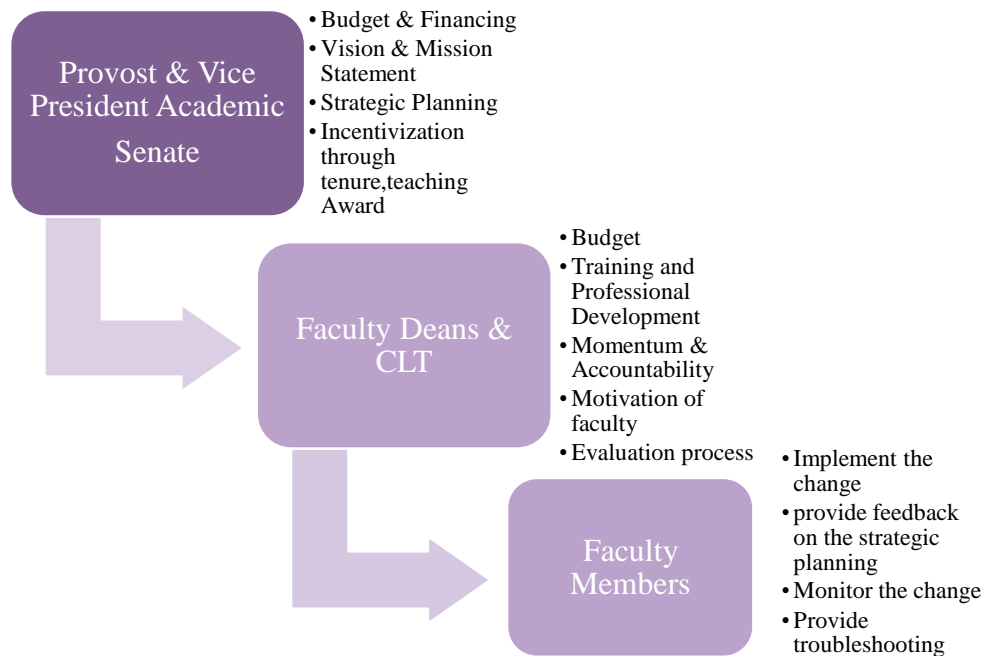 Provost & Vice
President Academic
Senate
• Budget & Financing
• Vision & Mission
Statement
• Strategic Planning
• Incentivization
through
tenure,teaching
Award
Faculty Deans &
CLT
• Budget
• Training and
Professional
Development
• Momentum &
Accountability
• Motivation of
faculty
• Evaluation process
Faculty
Members
• Implement the
change
• provide feedback
on the strategic
planning
• Monitor the change
• Provide
troubleshooting